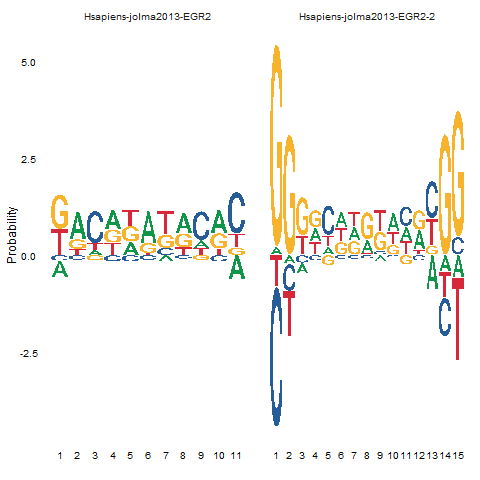 Hsapiens-jolma2013-EGR2
Hsapiens-jolma2013-EGR2-2
Probability
5.0
2.5
0.0
-2.5
1 2 3 4 5 6 7 8 9 10 11
1 2 3 4 5 6 7 8 9 10 11 12 13 14 15